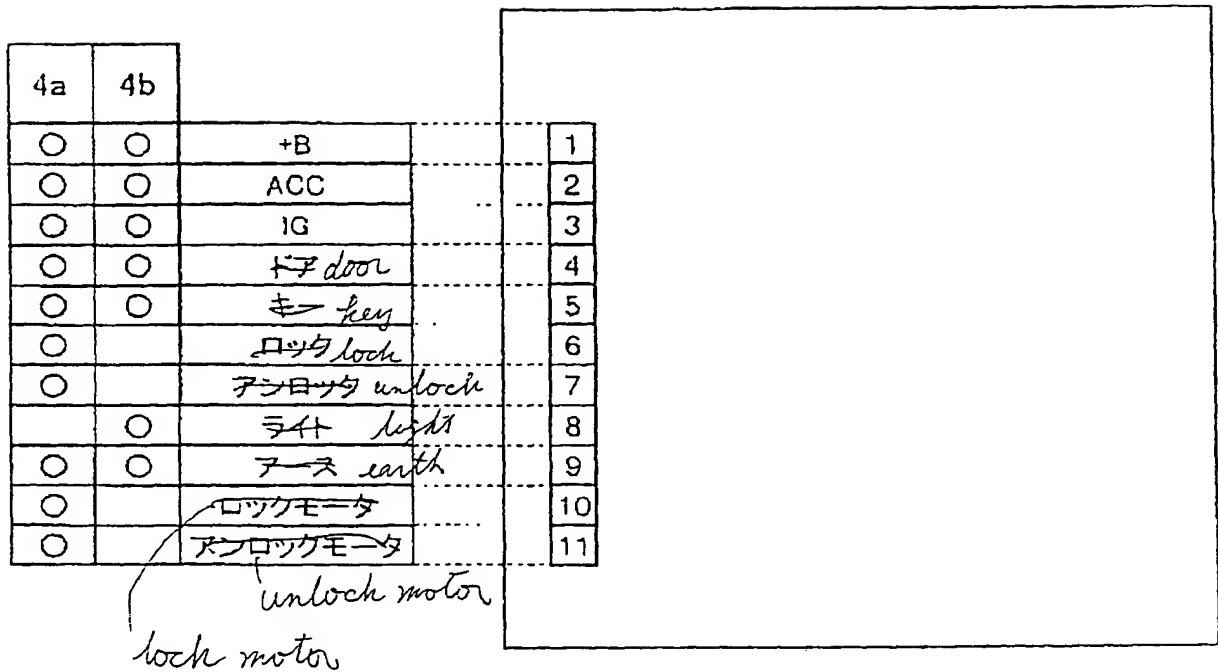 4a 4b
○ ○ +B 1
○ ○ ACC 2
○ ○ IG 3
○ ○ ドア door 4
○ ○ キー key 5
○ ロック lock 6
○ アンロック unlock 7
○ ライト light 8
○ ○ アース earth 9
○ ロックモータ 10
○ アンロックモータ 11
unlock motor
lock motor